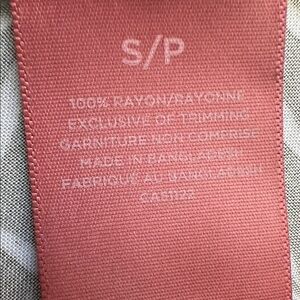 S/P
100% RAYON/RAYONNE
EXCLUSIVE OF TRIMMING
GARNITURE NON COMPRISE
MADE IN BANGLADESH
FABRIQUE AU BANGLADESH